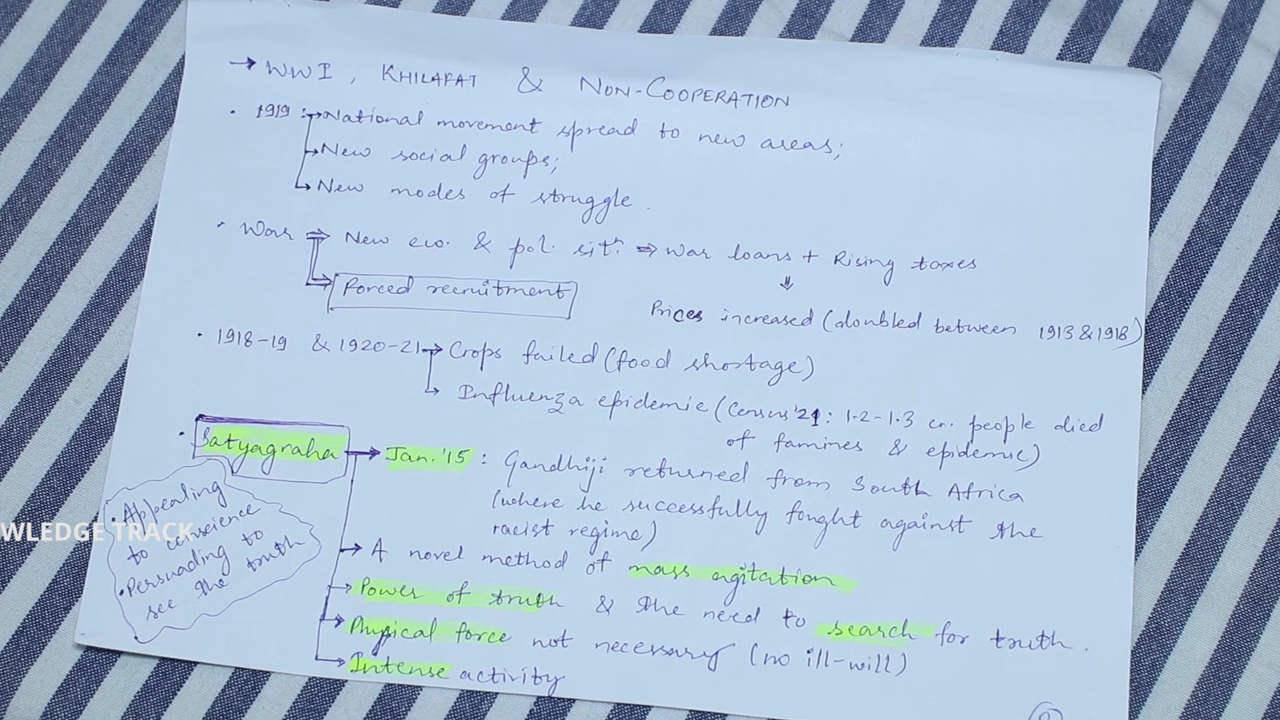 → WWI, KHILAFAT & NON-COOPERATION
• 1919 : → National movement spread to new areas;
→ New social groups;
→ New modes of struggle.
• War ⇒ New eco. & pol. sitⁿ. ⇒ War loans + Rising taxes
⇓
→ Forced recruitment
Prices increased (doubled between 1913 & 1918)
• 1918-19 & 1920-21 → Crops failed (food shortage)
→ Influenza epidemic (Census '21 : 1.2-1.3 cr. people died
of famines & epidemic)
• Satyagraha → Jan. '15 : Gandhiji returned from South Africa
(where he successfully fought against the
racist regime)
• Appealing
to conscience
• Persuading to
see the truth
WLEDGE TRACK
→ A novel method of mass agitation
→ Power of truth & the need to search for truth.
→ Physical force not necessary (no ill-will)
→ Intense activity